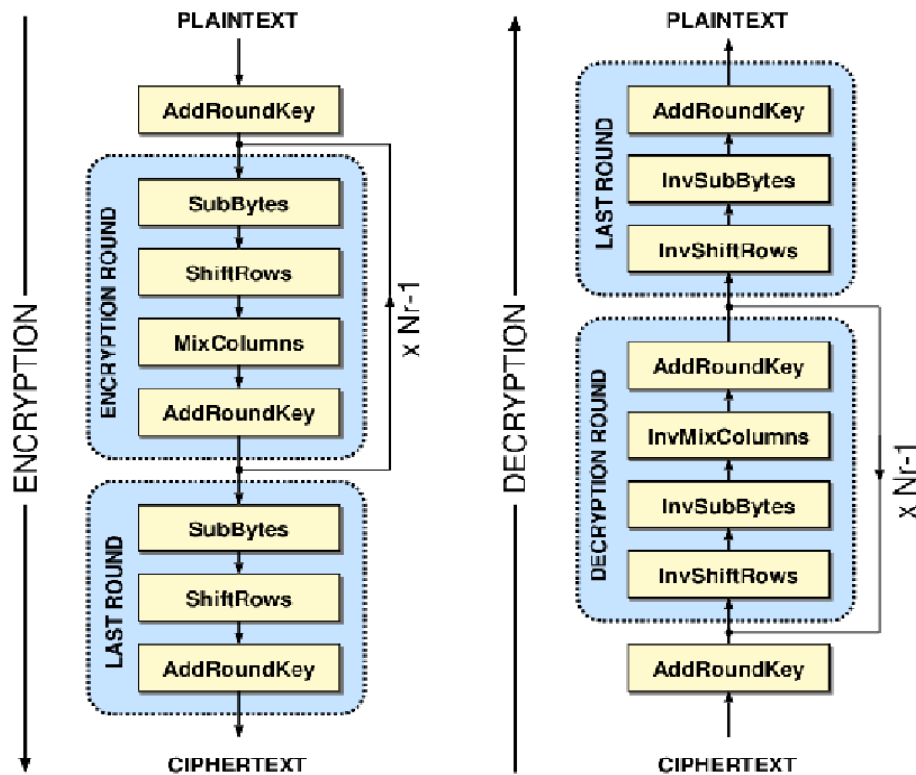 ENCRYPTION
PLAINTEXT
AddRoundKey
ENCRYPTION ROUND
SubBytes
ShiftRows
MixColumns
AddRoundKey
x Nr-1
LAST ROUND
SubBytes
ShiftRows
AddRoundKey
CIPHERTEXT
DECRYPTION
PLAINTEXT
LAST ROUND
AddRoundKey
InvSubBytes
InvShiftRows
DECRYPTION ROUND
AddRoundKey
InvMixColumns
InvSubBytes
InvShiftRows
x Nr-1
AddRoundKey
CIPHERTEXT